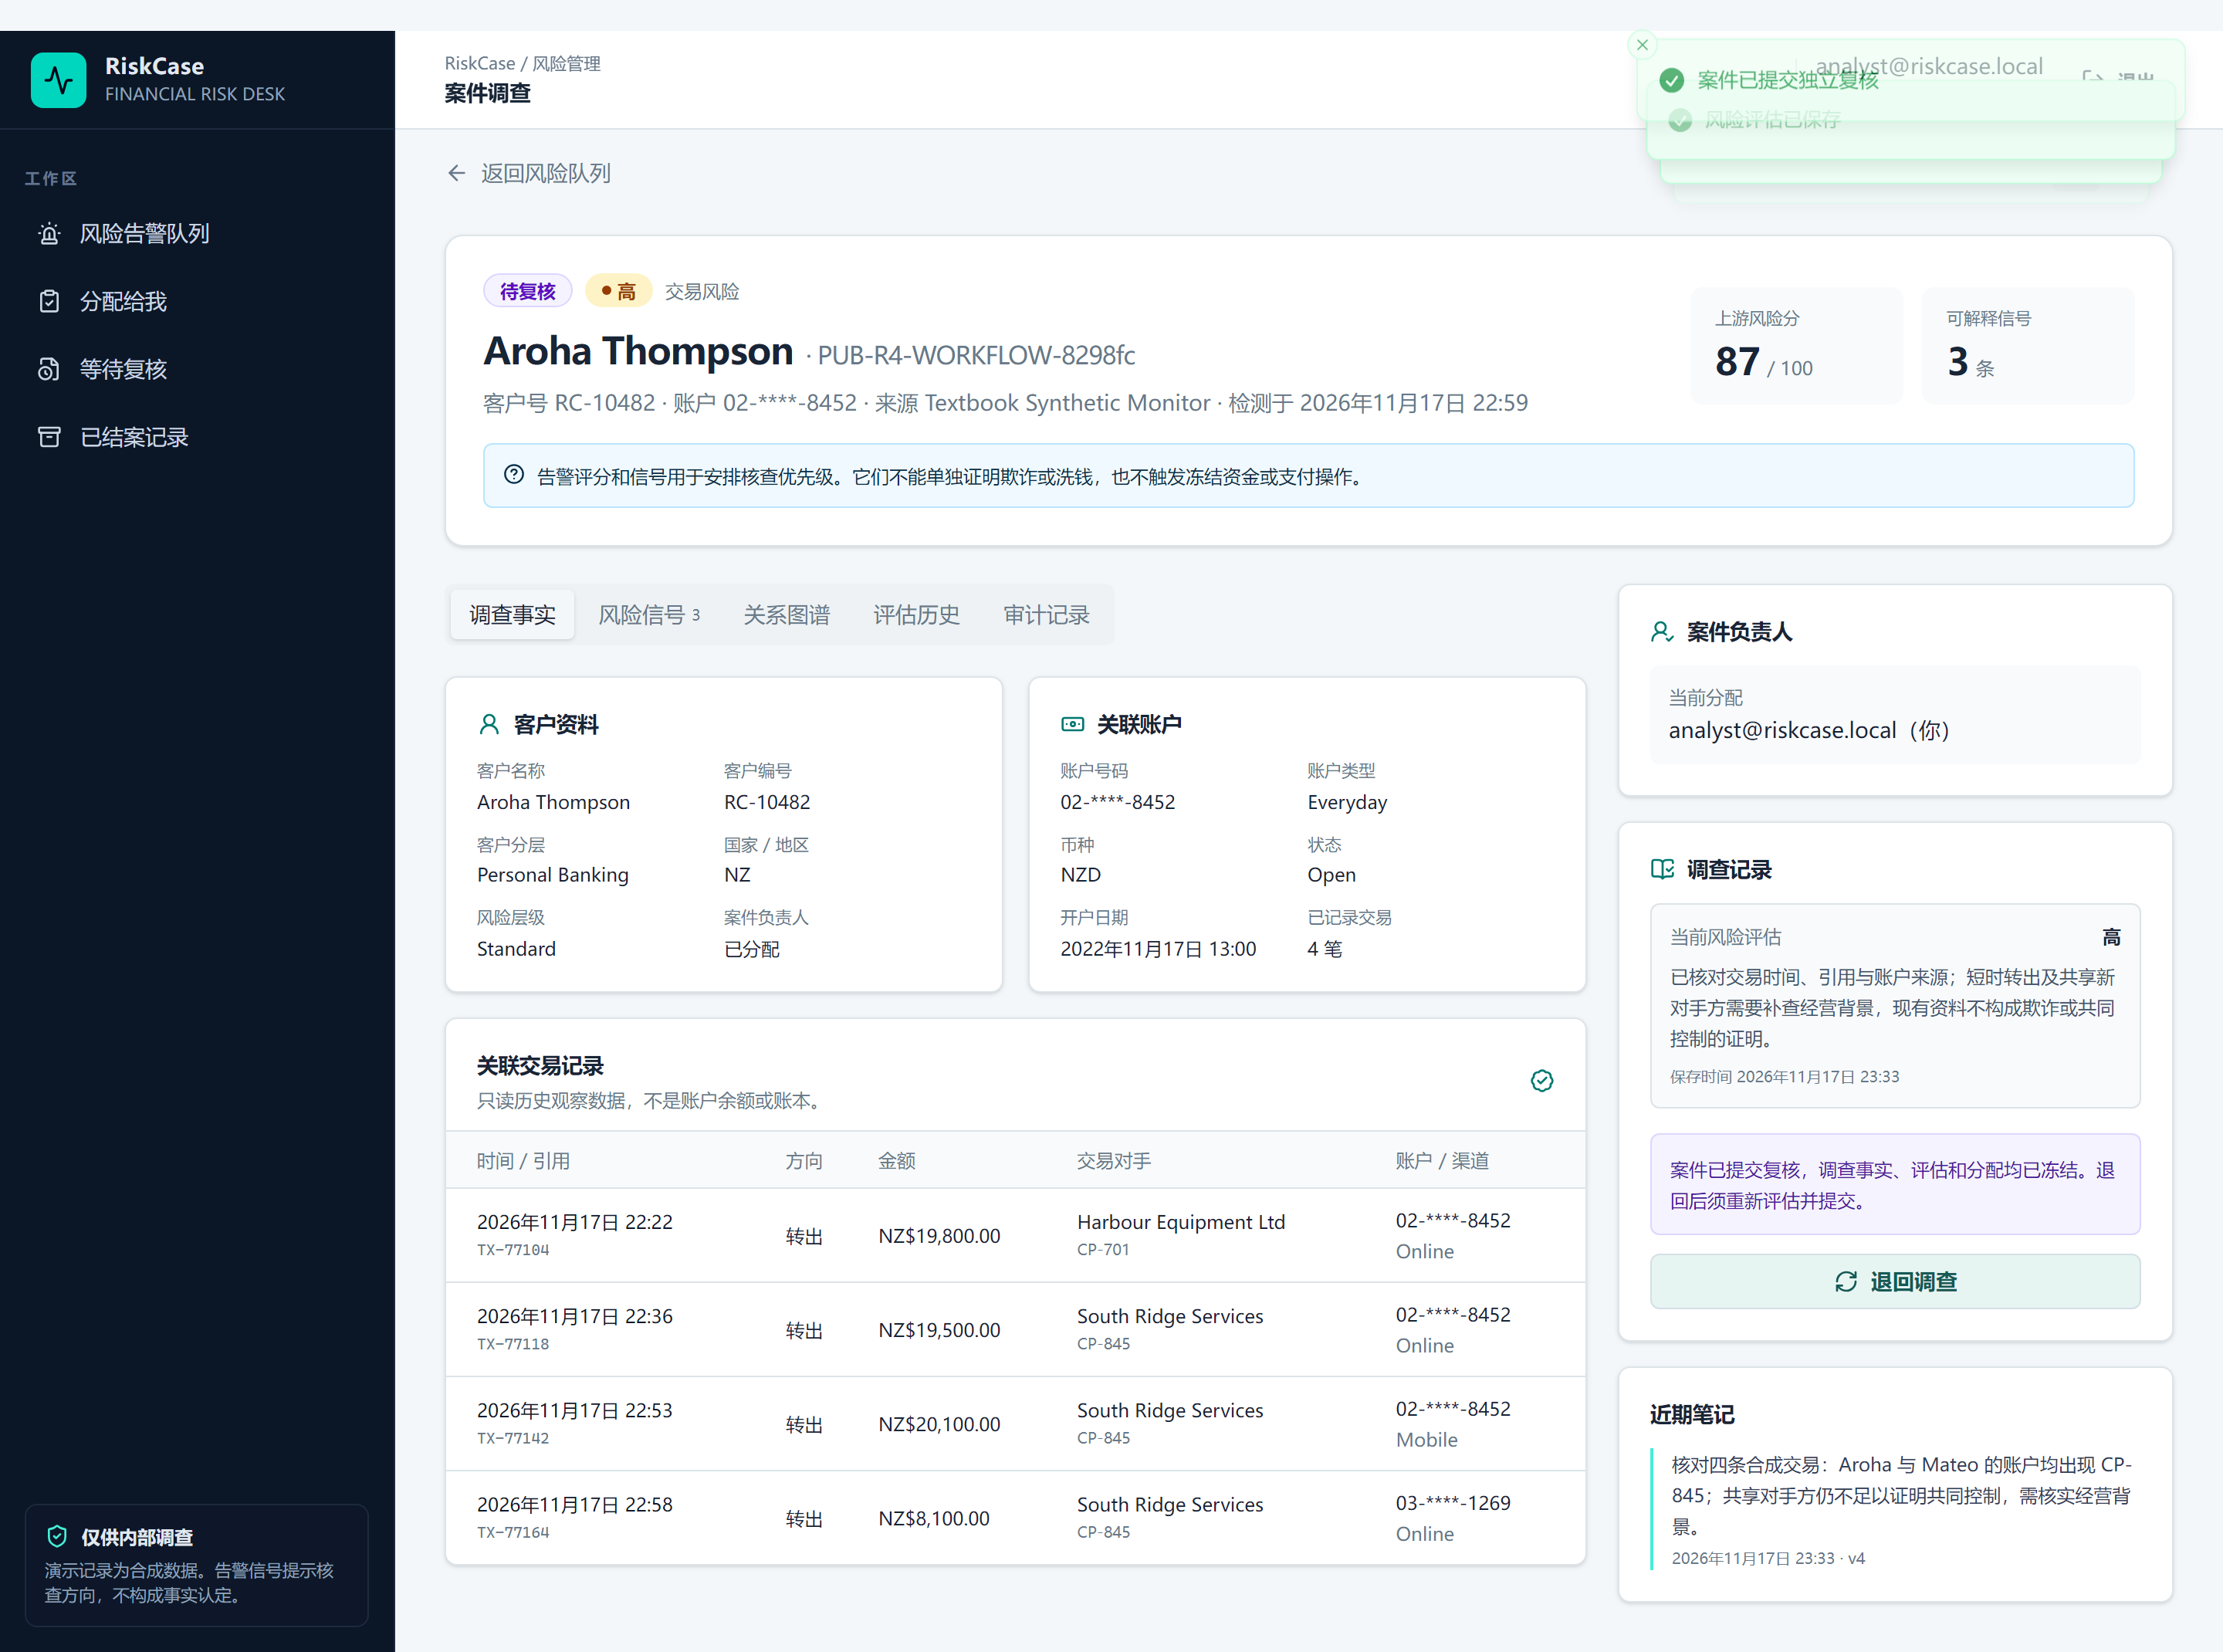 RiskCase
FINANCIAL RISK DESK
工作区
风险告警队列
分配给我
等待复核
已结案记录
仅供内部调查
演示记录为合成数据。告警信号提示核
查方向，不构成事实认定。
RiskCase / 风险管理
案件调查
analyst@riskcase.local
退出
案件已提交独立复核
风险评估已保存
返回风险队列
待复核
高
交易风险
Aroha Thompson · PUB-R4-WORKFLOW-8298fc
客户号 RC-10482 · 账户 02-****-8452 · 来源 Textbook Synthetic Monitor · 检测于 2026年11月17日 22:59
上游风险分
87 / 100
可解释信号
3 条
告警评分和信号用于安排核查优先级。它们不能单独证明欺诈或洗钱，也不触发冻结资金或支付操作。
调查事实
风险信号 3
关系图谱
评估历史
审计记录
客户资料
客户名称
Aroha Thompson
客户编号
RC-10482
客户分层
Personal Banking
国家 / 地区
NZ
风险层级
Standard
案件负责人
已分配
关联账户
账户号码
02-****-8452
账户类型
Everyday
币种
NZD
状态
Open
开户日期
2022年11月17日 13:00
已记录交易
4 笔
关联交易记录
只读历史观察数据，不是账户余额或账本。
时间 / 引用 方向 金额 交易对手 账户 / 渠道
2026年11月17日 22:22
TX-77104
转出
NZ$19,800.00
Harbour Equipment Ltd
CP-701
02-****-8452
Online
2026年11月17日 22:36
TX-77118
转出
NZ$19,500.00
South Ridge Services
CP-845
02-****-8452
Online
2026年11月17日 22:53
TX-77142
转出
NZ$20,100.00
South Ridge Services
CP-845
02-****-8452
Mobile
2026年11月17日 22:58
TX-77164
转出
NZ$8,100.00
South Ridge Services
CP-845
03-****-1269
Online
案件负责人
当前分配
analyst@riskcase.local（你）
调查记录
当前风险评估 高
已核对交易时间、引用与账户来源；短时转出及共享新
对手方需要补查经营背景，现有资料不构成欺诈或共同
控制的证明。
保存时间 2026年11月17日 23:33
案件已提交复核，调查事实、评估和分配均已冻结。退
回后须重新评估并提交。
退回调查
近期笔记
核对四条合成交易：Aroha 与 Mateo 的账户均出现 CP-
845；共享对手方仍不足以证明共同控制，需核实经营背
景。
2026年11月17日 23:33 · v4